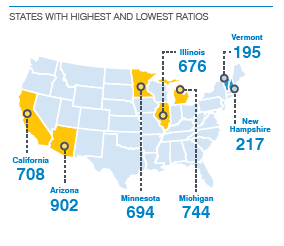 STATES WITH HIGHEST AND LOWEST RATIOS
Vermont
195
Illinois
676
New
Hampshire
217
California
708
Arizona
902
Minnesota
694
Michigan
744